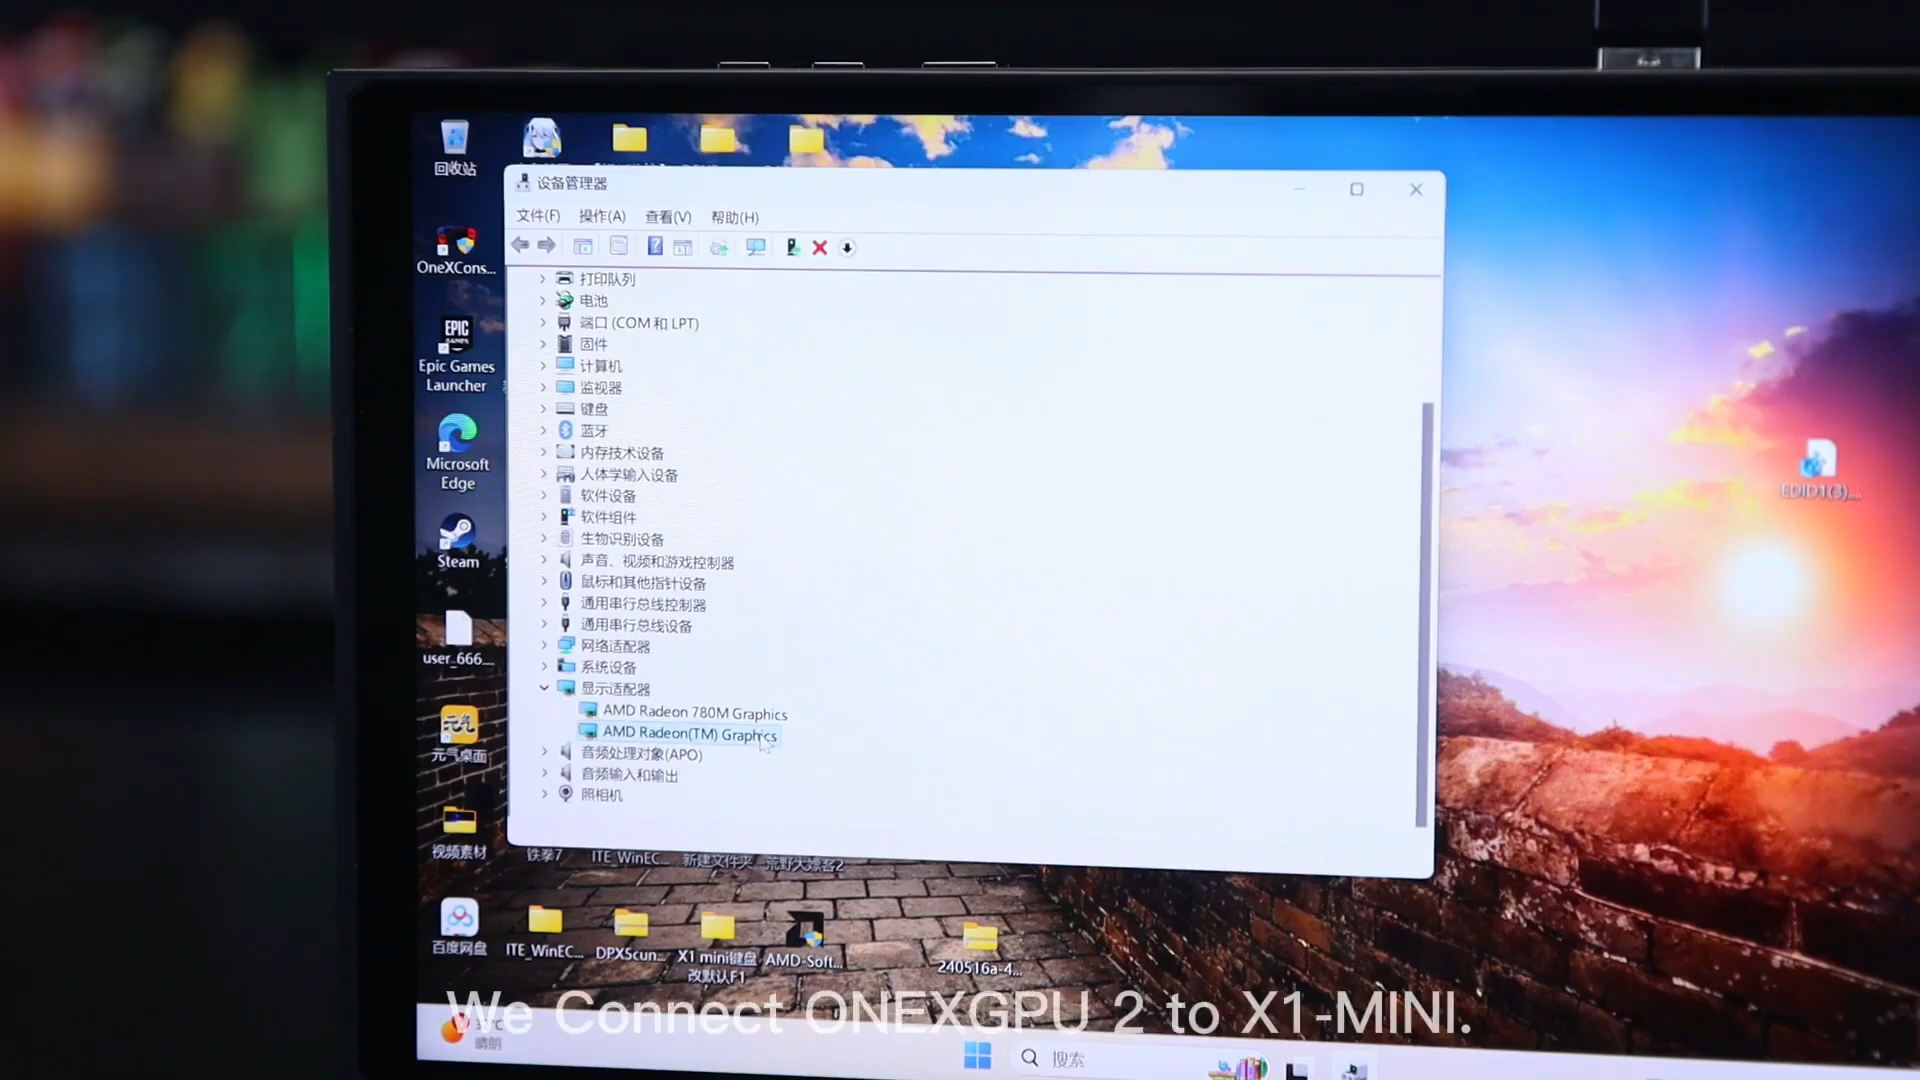 回收站
OneXCons...
Epic Games
Launcher
Microsoft
Edge
Steam
user_666....
元气
元气桌面
视频素材
百度网盘
EPIC
GAMES
设备管理器
文件(F) 操作(A) 查看(V) 帮助(H)
打印队列
电池
端口 (COM 和 LPT)
固件
计算机
监视器
键盘
蓝牙
内存技术设备
人体学输入设备
软件设备
软件组件
生物识别设备
声音、视频和游戏控制器
鼠标和其他指针设备
通用串行总线控制器
通用串行总线设备
网络适配器
系统设备
显示适配器
AMD Radeon 780M Graphics
AMD Radeon(TM) Graphics
音频处理对象(APO)
音频输入和输出
照相机
EDID1(3)....
铁拳7 ITE_WinEC... 新建文件夹 荒野大镖客2
ITE_WinEC... DPXScun... X1 mini键盘 AMD-Soft...
改默认F1
240516a-4...
We Connect ONEXGPU 2 to X1-MINI.
晴朗
搜索